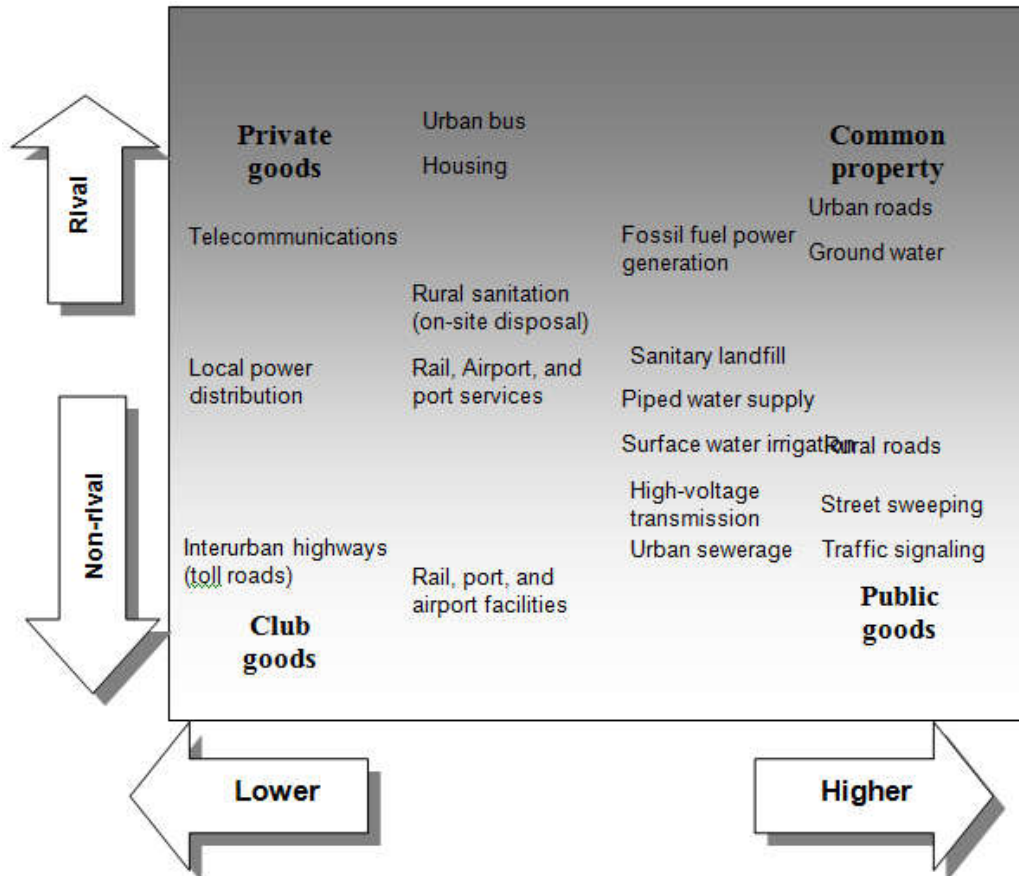 Rival
Non-rival
Private
goods
Urban bus
Housing
Telecommunications
Rural sanitation
(on-site disposal)
Local power
distribution
Rail, Airport, and
port services
Interurban highways
(toll roads)
Rail, port, and
airport facilities
Club
goods
Common
property
Urban roads
Ground water
Fossil fuel power
generation
Sanitary landfill
Piped water supply
Surface water irrigation
Rural roads
High-voltage
transmission
Street sweeping
Urban sewerage
Traffic signaling
Public
goods
Lower
Higher